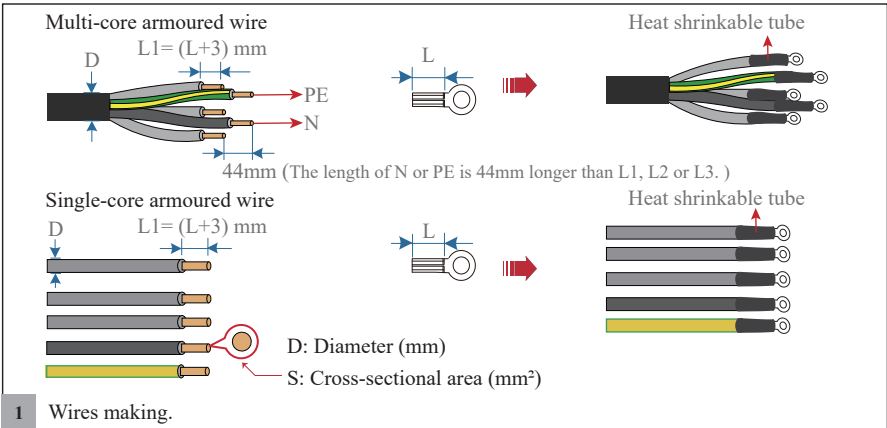 Multi-core armoured wire
Heat shrinkable tube
L1= (L+3) mm
D
L
PE
N
44mm (The length of N or PE is 44mm longer than L1, L2 or L3. )
Single-core armoured wire
Heat shrinkable tube
D
L1= (L+3) mm
L
D: Diameter (mm)
S: Cross-sectional area (mm²)
1 Wires making.